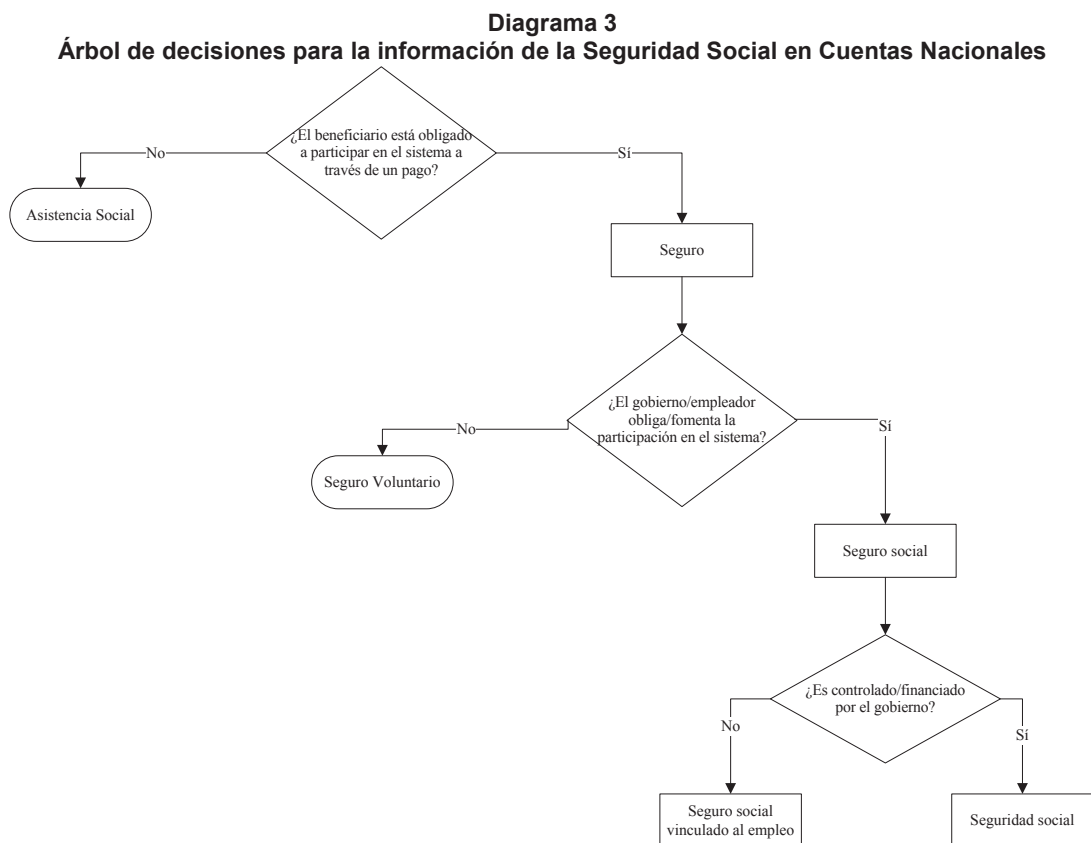 Diagrama 3
Árbol de decisiones para la información de la Seguridad Social en Cuentas Nacionales
¿El beneficiario está obligado
a participar en el sistema a
través de un pago?
No
Sí
Asistencia Social
Seguro
¿El gobierno/empleador
obliga/fomenta la
participación en el sistema?
No
Sí
Seguro Voluntario
Seguro social
¿Es controlado/financiado
por el gobierno?
No
Sí
Seguro social
vinculado al empleo
Seguridad social